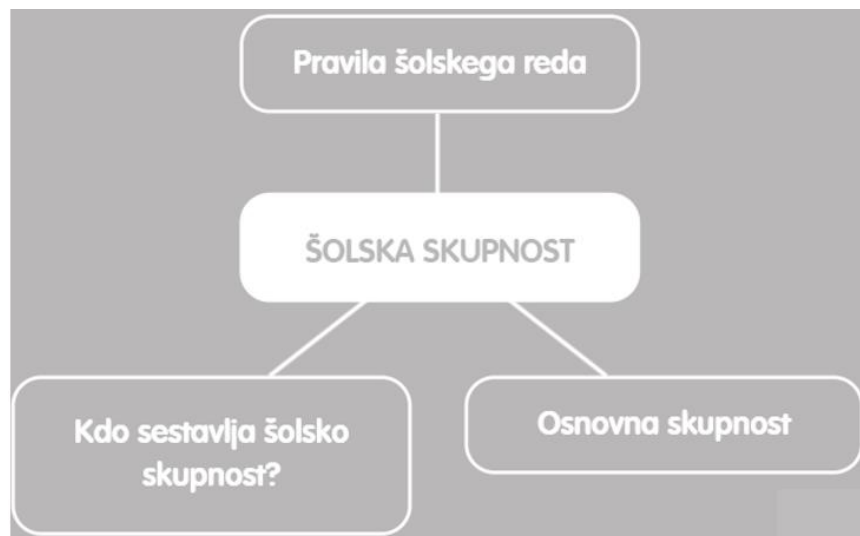 Pravila šolskega reda
ŠOLSKA SKUPNOST
Kdo sestavlja šolsko
skupnost?
Osnovna skupnost